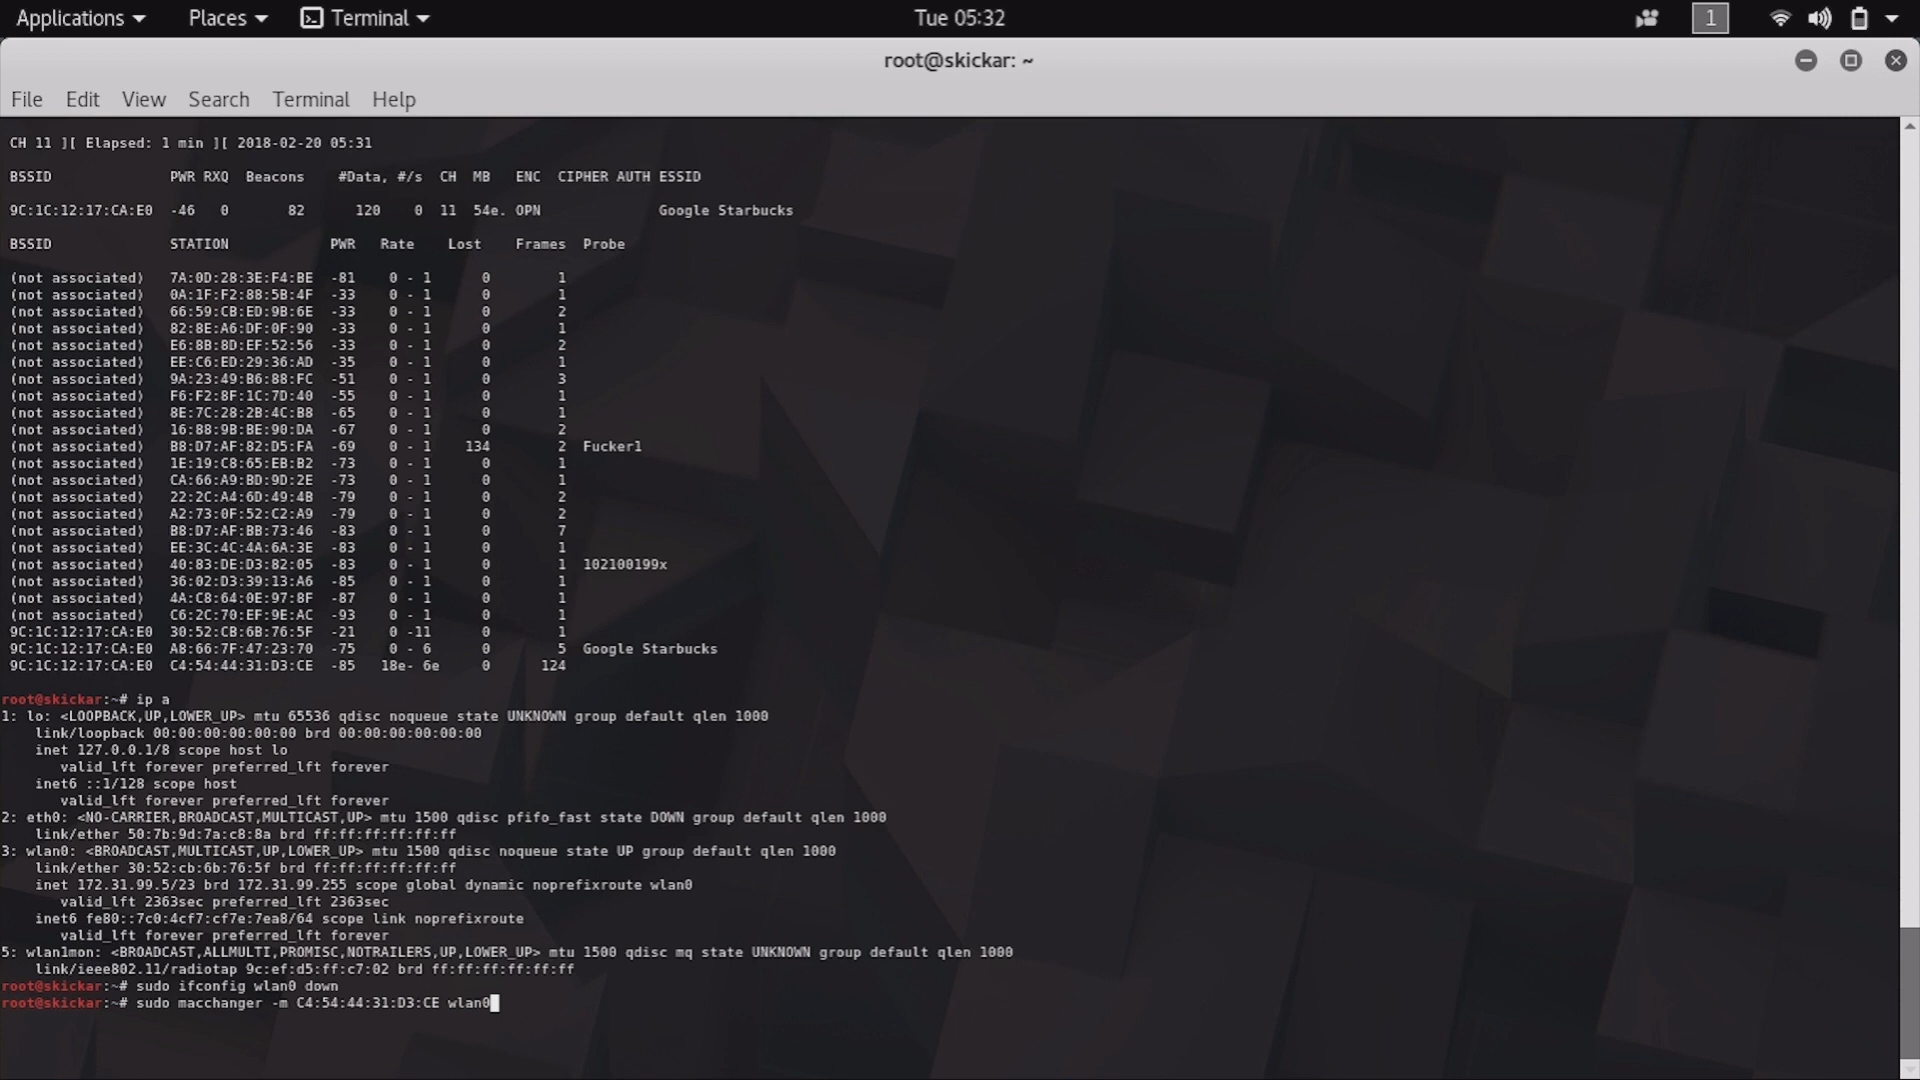 Applications Places Terminal Tue 05:32 1
root@skickar: ~
File Edit View Search Terminal Help
CH 11 ][ Elapsed: 1 min ][ 2018-02-20 05:31
BSSID PWR RXQ Beacons #Data, #/s CH MB ENC CIPHER AUTH ESSID
9C:1C:12:17:CA:E0 -46 0 82 120 0 11 54e. OPN Google Starbucks
BSSID STATION PWR Rate Lost Frames Probe
(not associated) 7A:0D:28:3E:F4:BE -81 0 - 1 0 1
(not associated) 0A:1F:F2:88:5B:4F -33 0 - 1 0 1
(not associated) 66:59:CB:ED:9B:6E -33 0 - 1 0 2
(not associated) 82:8E:A6:DF:0F:90 -33 0 - 1 0 1
(not associated) E6:8B:8D:EF:52:56 -33 0 - 1 0 2
(not associated) EE:C6:ED:29:36:AD -35 0 - 1 0 1
(not associated) 9A:23:49:B6:88:FC -51 0 - 1 0 3
(not associated) F6:F2:8F:1C:7D:40 -55 0 - 1 0 1
(not associated) 8E:7C:28:2B:4C:B8 -65 0 - 1 0 1
(not associated) 16:88:9B:BE:90:DA -67 0 - 1 0 2
(not associated) B8:D7:AF:82:D5:FA -69 0 - 1 134 2 Fucker1
(not associated) 1E:19:C8:65:EB:B2 -73 0 - 1 0 1
(not associated) CA:66:A9:BD:9D:2E -73 0 - 1 0 1
(not associated) 22:2C:A4:6D:49:4B -79 0 - 1 0 2
(not associated) A2:73:0F:52:C2:A9 -79 0 - 1 0 2
(not associated) B8:D7:AF:BB:73:46 -83 0 - 1 0 7
(not associated) EE:3C:4C:4A:6A:3E -83 0 - 1 0 1
(not associated) 40:83:DE:D3:82:05 -83 0 - 1 0 1 102100199x
(not associated) 36:02:D3:39:13:A6 -85 0 - 1 0 1
(not associated) 4A:C8:64:0E:97:8F -87 0 - 1 0 1
(not associated) C6:2C:70:EF:9E:AC -93 0 - 1 0 1
9C:1C:12:17:CA:E0 30:52:CB:6B:76:5F -21 0 -11 0 1
9C:1C:12:17:CA:E0 A8:66:7F:47:23:70 -75 0 - 6 0 5 Google Starbucks
9C:1C:12:17:CA:E0 C4:54:44:31:D3:CE -85 18e- 6e 0 124
root@skickar:~# ip a
1: lo: <LOOPBACK,UP,LOWER_UP> mtu 65536 qdisc noqueue state UNKNOWN group default qlen 1000
link/loopback 00:00:00:00:00:00 brd 00:00:00:00:00:00
inet 127.0.0.1/8 scope host lo
valid_lft forever preferred_lft forever
inet6 ::1/128 scope host
valid_lft forever preferred_lft forever
2: eth0: <NO-CARRIER,BROADCAST,MULTICAST,UP> mtu 1500 qdisc pfifo_fast state DOWN group default qlen 1000
link/ether 50:7b:9d:7a:c8:8a brd ff:ff:ff:ff:ff:ff
3: wlan0: <BROADCAST,MULTICAST,UP,LOWER_UP> mtu 1500 qdisc noqueue state UP group default qlen 1000
link/ether 30:52:cb:6b:76:5f brd ff:ff:ff:ff:ff:ff
inet 172.31.99.5/23 brd 172.31.99.255 scope global dynamic noprefixroute wlan0
valid_lft 2363sec preferred_lft 2363sec
inet6 fe80::7c0:4cf7:cf7e:7ea8/64 scope link noprefixroute
valid_lft forever preferred_lft forever
5: wlan1mon: <BROADCAST,ALLMULTI,PROMISC,NOTRAILERS,UP,LOWER_UP> mtu 1500 qdisc mq state UNKNOWN group default qlen 1000
link/ieee802.11/radiotap 9c:ef:d5:ff:c7:02 brd ff:ff:ff:ff:ff:ff
root@skickar:~# sudo ifconfig wlan0 down
root@skickar:~# sudo macchanger -m C4:54:44:31:D3:CE wlan0